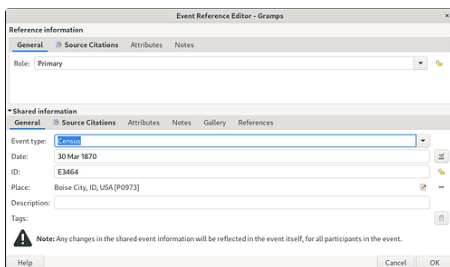 Event Reference Editor - Gramps ×
Reference information
General Source Citations Attributes Notes
Role: Primary
Shared information
General Source Citations Attributes Notes Gallery References
Event type: Census
Date: 30 Mar 1870
ID: E3464
Place: Boise City, ID, USA [P0973]
Description:
Tags:
Note: Any changes in the shared event information will be reflected in the event itself, for all participants in the event.
Help Cancel OK